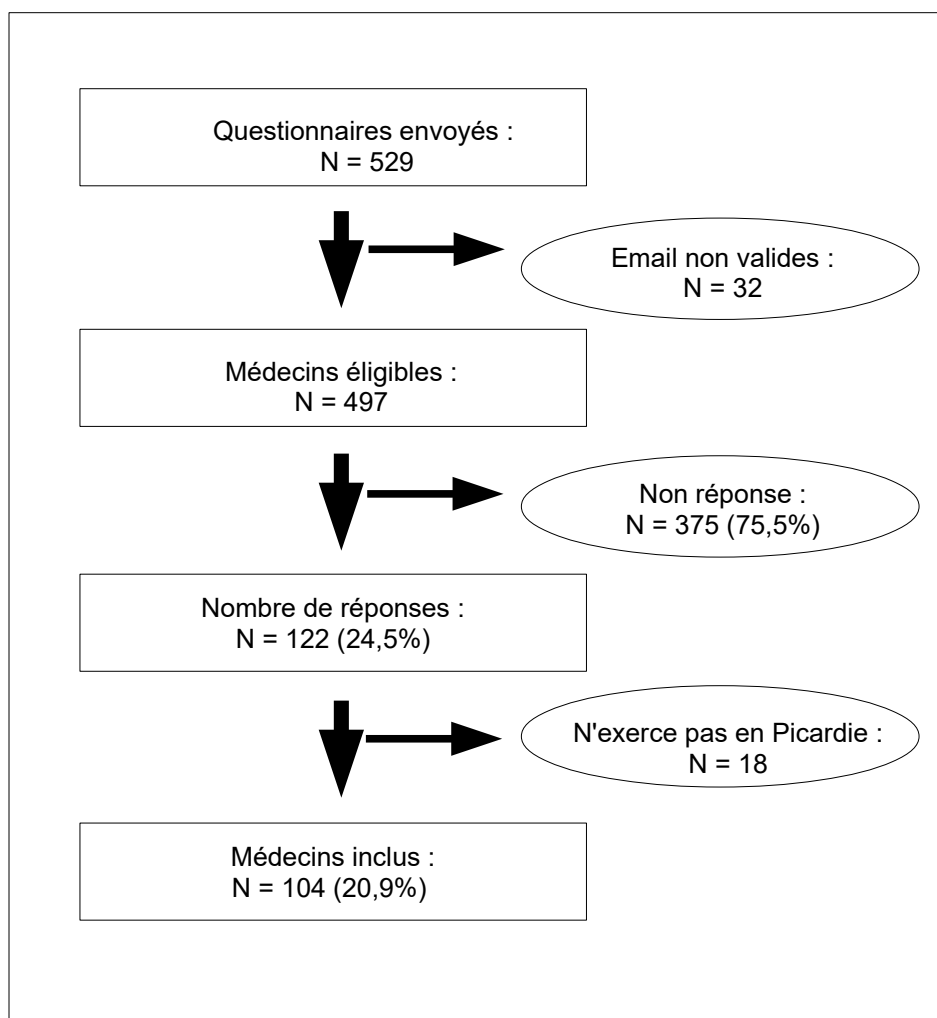 Questionnaires envoyés :
N = 529
Email non valides :
N = 32
Médecins éligibles :
N = 497
Non réponse :
N = 375 (75,5%)
Nombre de réponses :
N = 122 (24,5%)
N'exerce pas en Picardie :
N = 18
Médecins inclus :
N = 104 (20,9%)